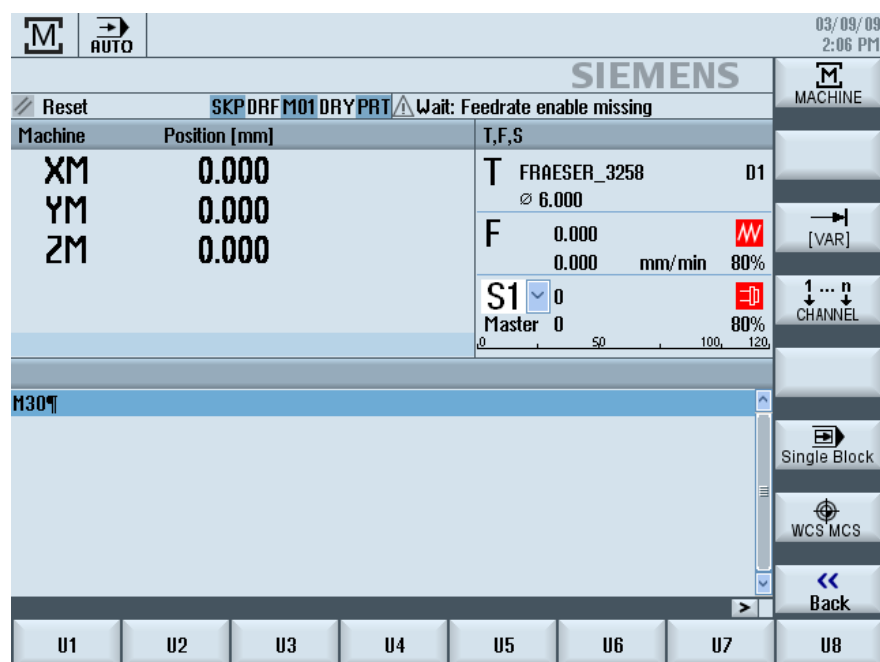 M
AUTO
03/09/09
2:06 PM
SIEMENS
Reset SKP DRF M01 DRY PRT Wait: Feedrate enable missing
Machine Position [mm] T,F,S
XM 0.000
YM 0.000
ZM 0.000
T FRAESER_3258 D1
⌀ 6.000
F 0.000
0.000 mm/min 80%
S1 0
Master 0 80%
0 50 100 120
M30¶
M
MACHINE
[VAR]
1 ... n
CHANNEL
Single Block
WCS MCS
<<
Back
>
U1 U2 U3 U4 U5 U6 U7 U8